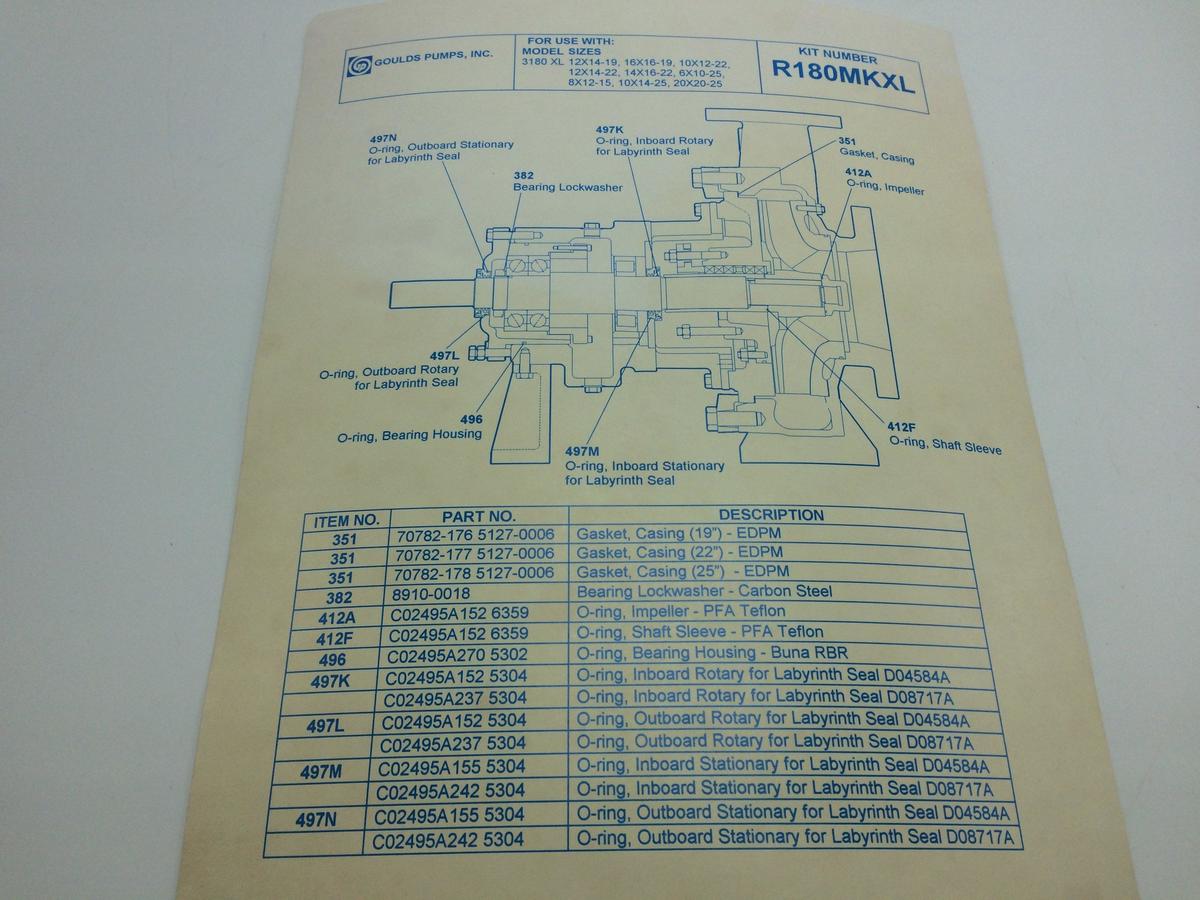 GOULDS PUMPS, INC.
FOR USE WITH:
MODEL SIZES
3180 XL 12X14-19, 16X16-19, 10X12-22,
12X14-22, 14X16-22, 6X10-25,
8X12-15, 10X14-25, 20X20-25
KIT NUMBER
R180MKXL
497N
O-ring, Outboard Stationary
for Labyrinth Seal
497K
O-ring, Inboard Rotary
for Labyrinth Seal
351
Gasket, Casing
382
Bearing Lockwasher
412A
O-ring, Impeller
497L
O-ring, Outboard Rotary
for Labyrinth Seal
496
O-ring, Bearing Housing
497M
O-ring, Inboard Stationary
for Labyrinth Seal
412F
O-ring, Shaft Sleeve
ITEM NO. PART NO. DESCRIPTION
351 70782-176 5127-0006 Gasket, Casing (19") - EDPM
351 70782-177 5127-0006 Gasket, Casing (22") - EDPM
351 70782-178 5127-0006 Gasket, Casing (25") - EDPM
382 8910-0018 Bearing Lockwasher - Carbon Steel
412A C02495A152 6359 O-ring, Impeller - PFA Teflon
412F C02495A152 6359 O-ring, Shaft Sleeve - PFA Teflon
496 C02495A270 5302 O-ring, Bearing Housing - Buna RBR
497K C02495A152 5304 O-ring, Inboard Rotary for Labyrinth Seal D04584A
C02495A237 5304 O-ring, Inboard Rotary for Labyrinth Seal D08717A
497L C02495A152 5304 O-ring, Outboard Rotary for Labyrinth Seal D04584A
C02495A237 5304 O-ring, Outboard Rotary for Labyrinth Seal D08717A
497M C02495A155 5304 O-ring, Inboard Stationary for Labyrinth Seal D04584A
C02495A242 5304 O-ring, Inboard Stationary for Labyrinth Seal D08717A
497N C02495A155 5304 O-ring, Outboard Stationary for Labyrinth Seal D04584A
C02495A242 5304 O-ring, Outboard Stationary for Labyrinth Seal D08717A